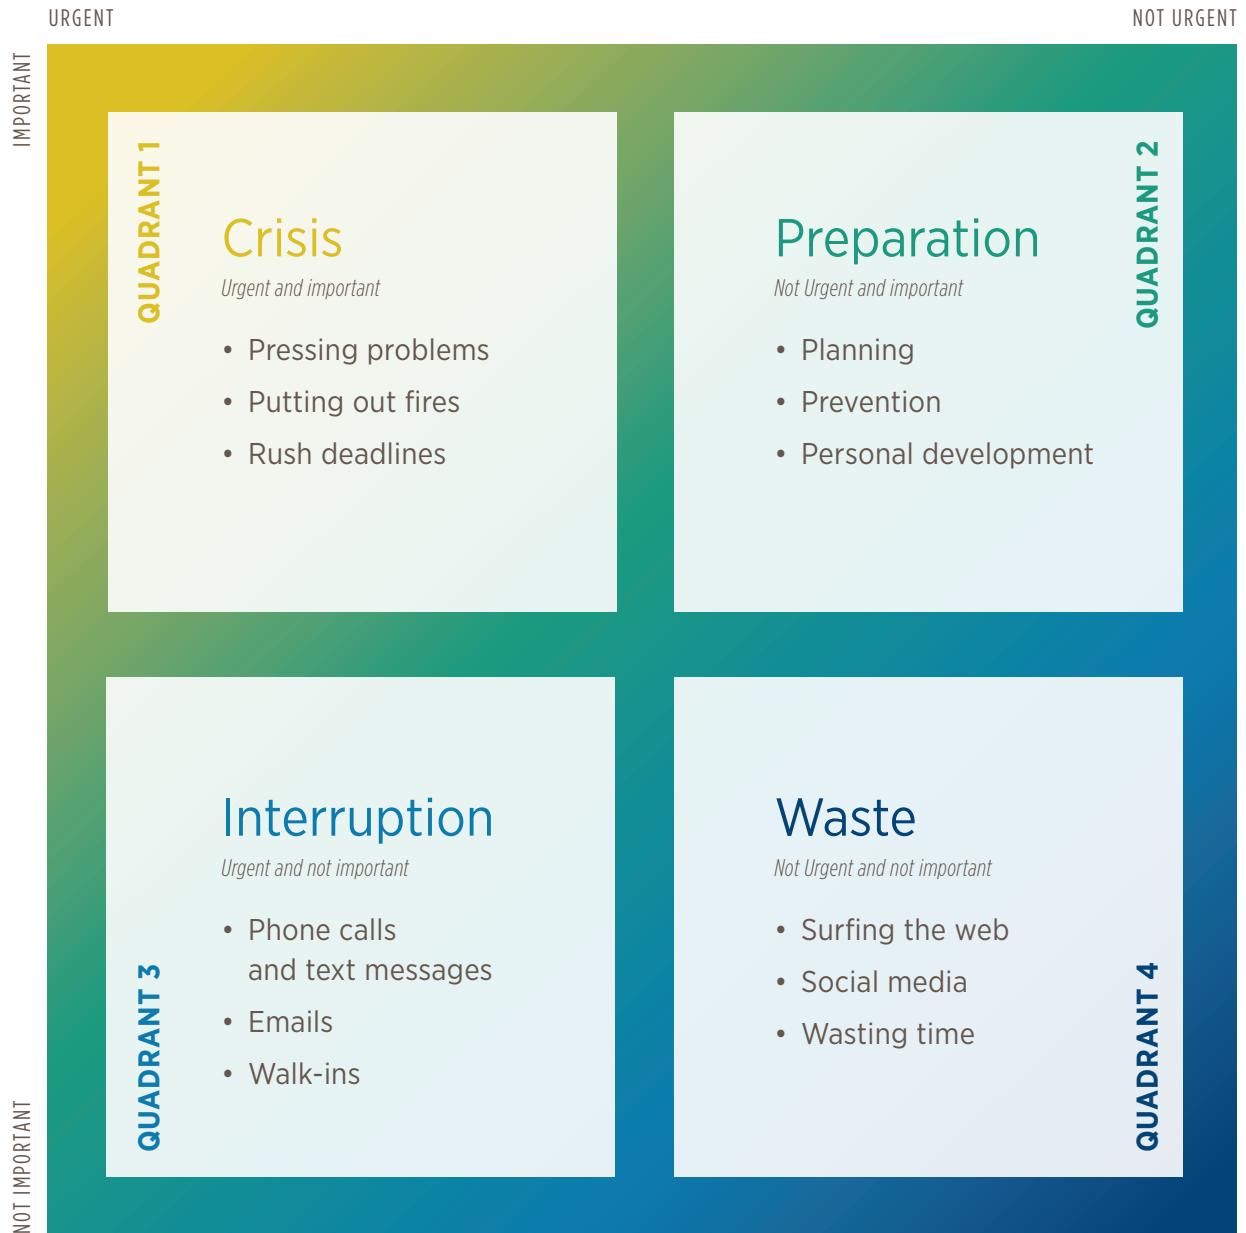 URGENT
NOT URGENT
IMPORTANT
QUADRANT 1
Crisis
Urgent and important
• Pressing problems
• Putting out fires
• Rush deadlines
QUADRANT 2
Preparation
Not Urgent and important
• Planning
• Prevention
• Personal development
NOT IMPORTANT
QUADRANT 3
Interruption
Urgent and not important
• Phone calls
and text messages
• Emails
• Walk-ins
QUADRANT 4
Waste
Not Urgent and not important
• Surfing the web
• Social media
• Wasting time